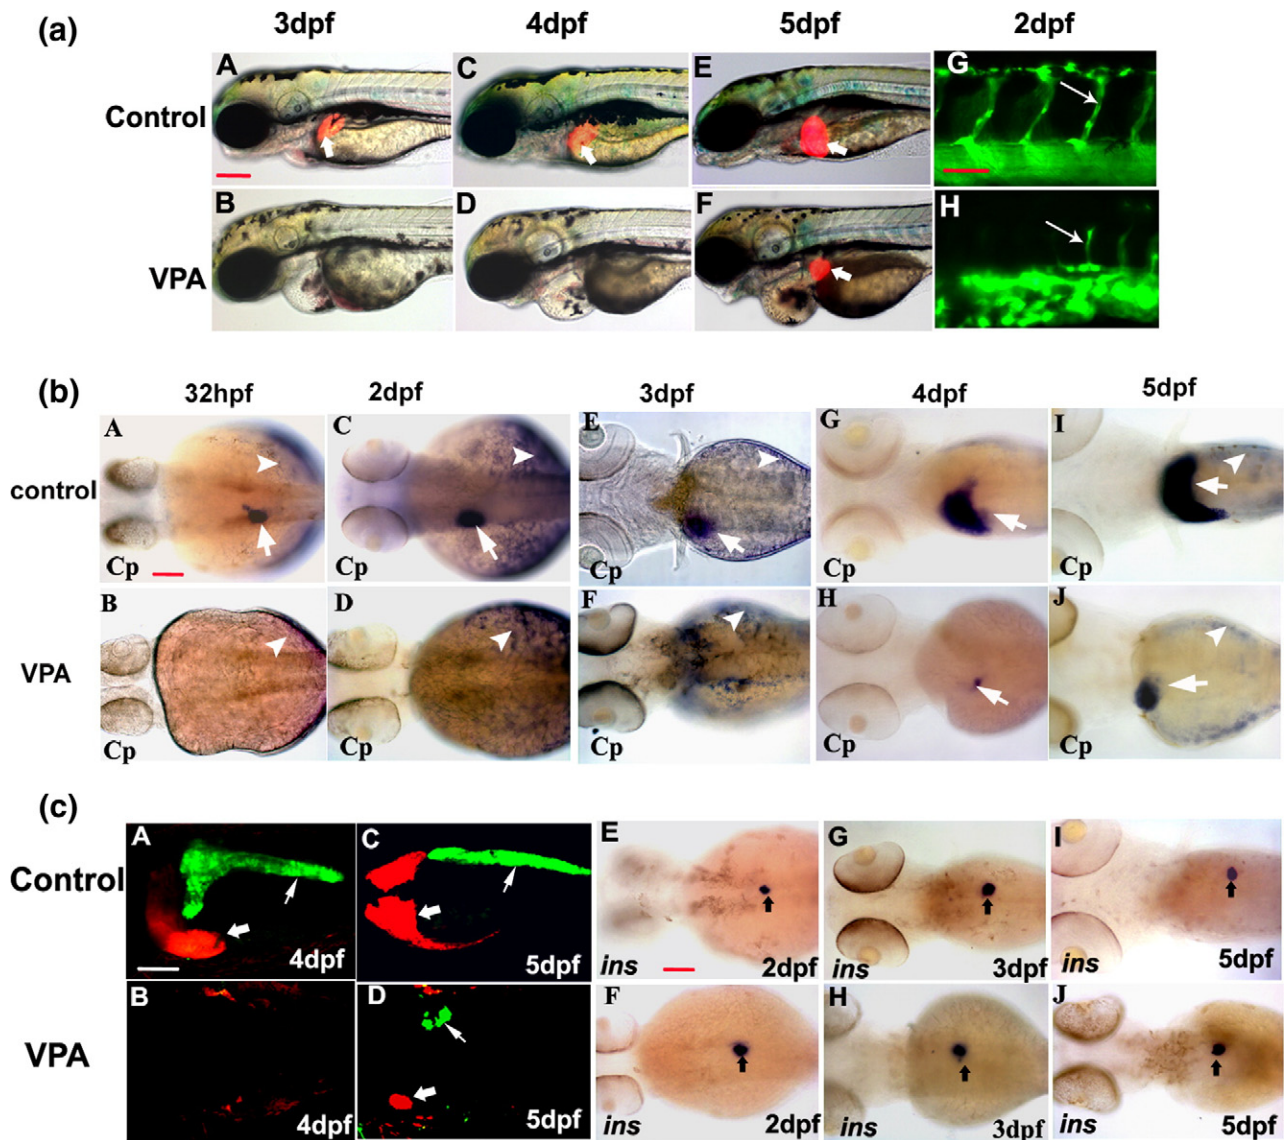 (a)
3dpf 4dpf 5dpf 2dpf
Control A C E G
VPA B D F H
(b)
32hpf 2dpf 3dpf 4dpf 5dpf
A C E G I
control
Cp Cp Cp Cp Cp
B D F H J
VPA
Cp Cp Cp Cp Cp
(c)
A C E G I
Control
4dpf 5dpf ins 2dpf ins 3dpf ins 5dpf
B D F H J
VPA
4dpf 5dpf ins 2dpf ins 3dpf ins 5dpf